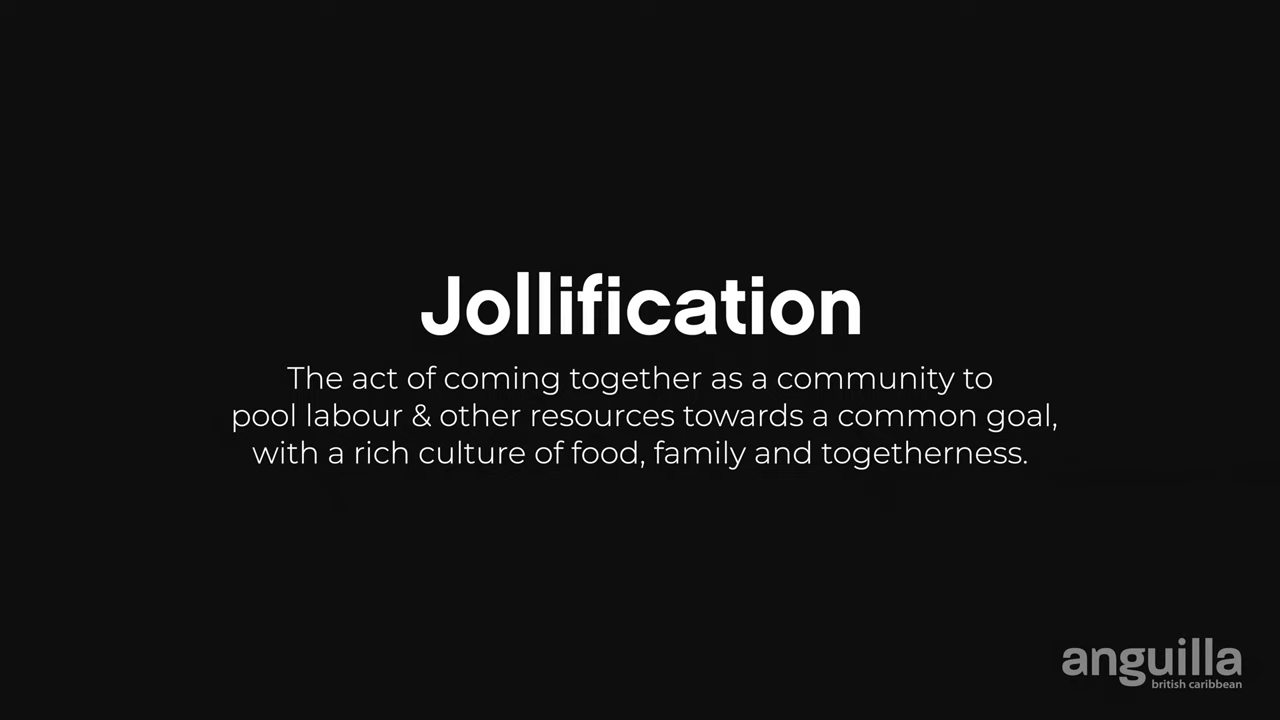 Jollification
The act of coming together as a community to
pool labour & other resources towards a common goal,
with a rich culture of food, family and togetherness.
anguilla
british caribbean